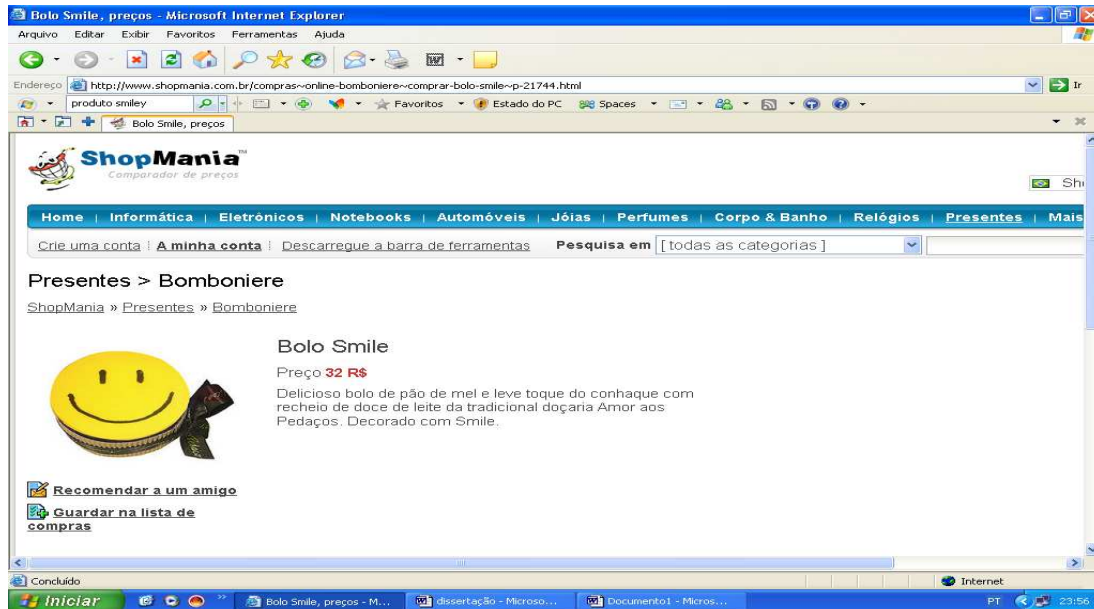 Bolo Smile, preços - Microsoft Internet Explorer
Arquivo Editar Exibir Favoritos Ferramentas Ajuda
Endereço http://www.shopmania.com.br/compras~online-bomboniere~comprar-bolo-smile~p-21744.html Ir
produto smiley Favoritos Estado do PC Spaces
Bolo Smile, preços
ShopMania™
Comparador de preços
Home | Informática | Eletrônicos | Notebooks | Automóveis | Jóias | Perfumes | Corpo & Banho | Relógios | Presentes | Mais
Crie uma conta | A minha conta | Descarregue a barra de ferramentas Pesquisa em [ todas as categorias ]
Presentes > Bomboniere
ShopMania » Presentes » Bomboniere
Bolo Smile
Preço 32 R$
Delicioso bolo de pão de mel e leve toque do conhaque com
recheio de doce de leite da tradicional doçaria Amor aos
Pedaços. Decorado com Smile.
Recomendar a um amigo
Guardar na lista de
compras
Concluído Internet
Iniciar Bolo Smile, preços - M... dissertação - Microso... Documento1 - Micros... PT 23:56